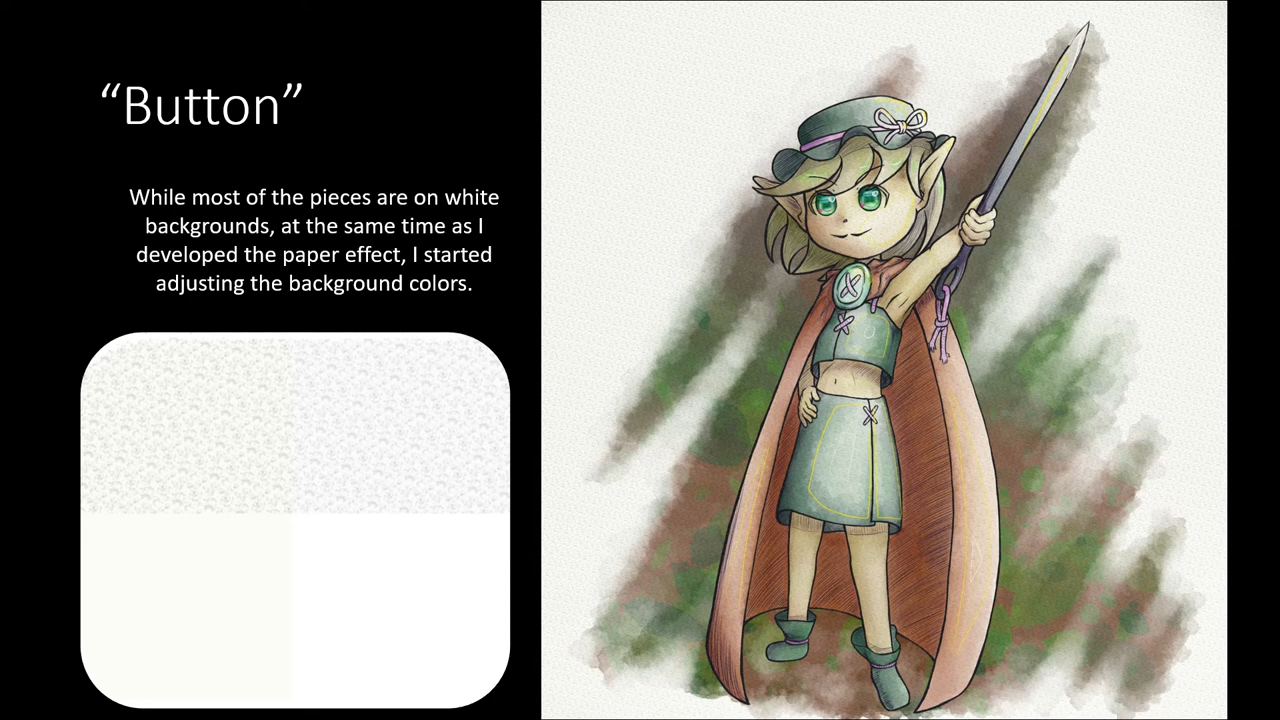 “Button”
While most of the pieces are on white
backgrounds, at the same time as I
developed the paper effect, I started
adjusting the background colors.